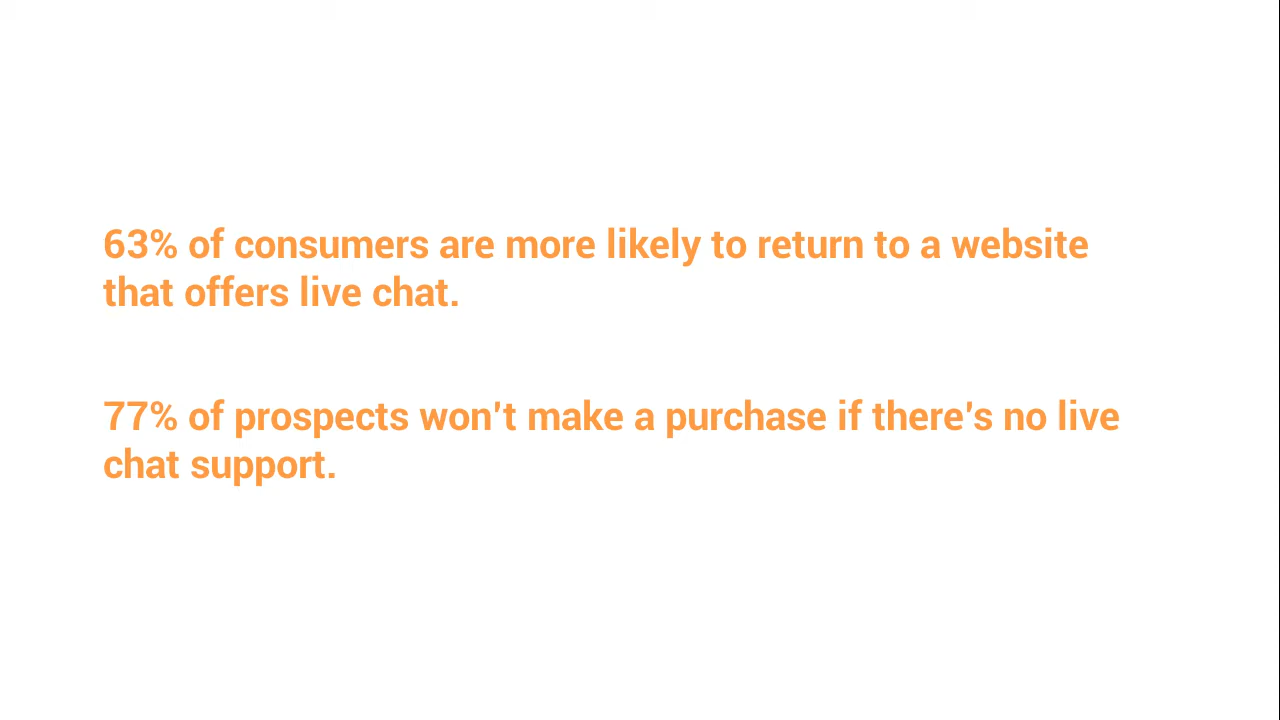 63% of consumers are more likely to return to a website
that offers live chat.
77% of prospects won't make a purchase if there's no live
chat support.